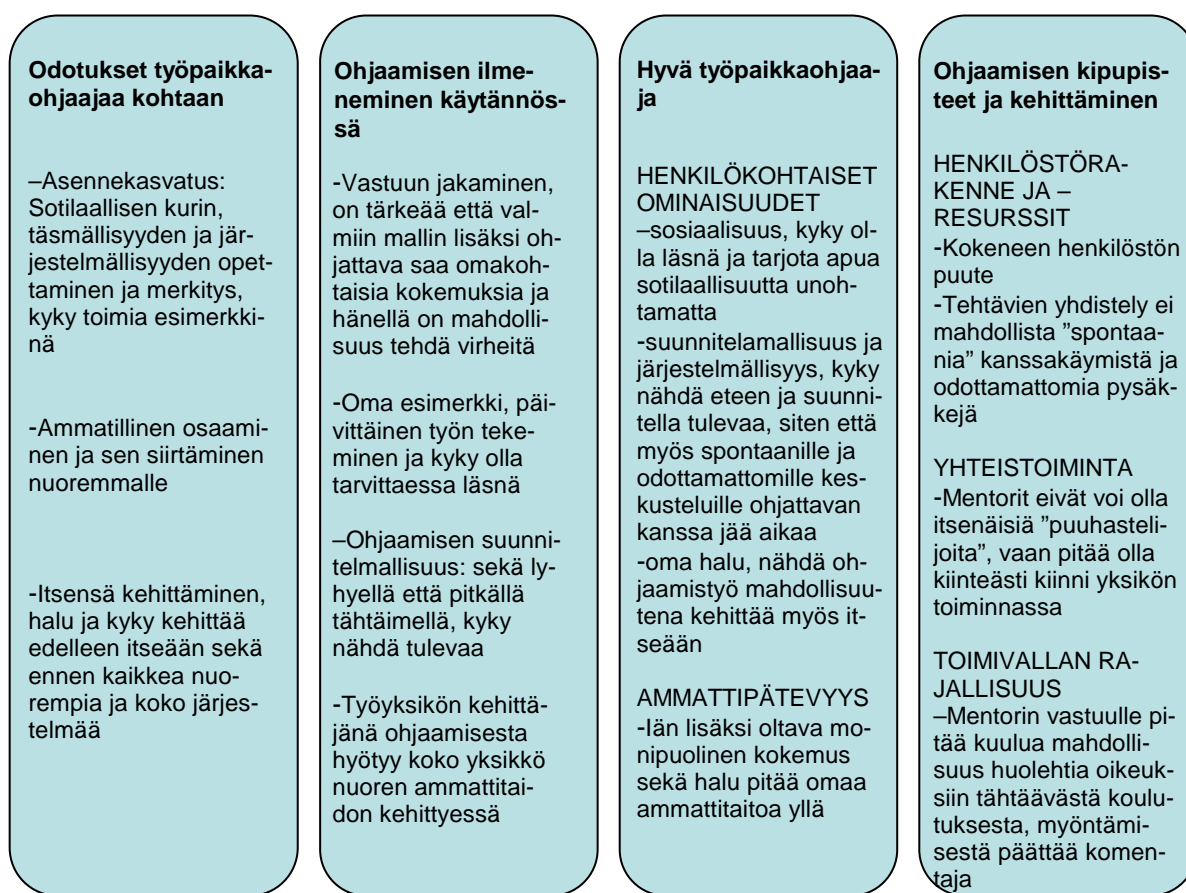 Odotukset työpaikka-
ohjaajaa kohtaan
–Asennekasvatus:
Sotilaallisen kurin,
täsmällisyyden ja jär-
jestelmällisyyden opet-
taminen ja merkitys,
kyky toimia esimerkki-
nä
-Ammatillinen osaami-
nen ja sen siirtäminen
nuoremmalle
-Itsensä kehittäminen,
halu ja kyky kehittää
edelleen itseään sekä
ennen kaikkea nuo-
rempia ja koko järjes-
telmää
Ohjaamisen ilme-
neminen käytännös-
sä
-Vastuun jakaminen,
on tärkeää että val-
miin mallin lisäksi oh-
jattava saa omakoh-
taisia kokemuksia ja
hänellä on mahdolli-
suus tehdä virheitä
-Oma esimerkki, päi-
vittäinen työn teke-
minen ja kyky olla
tarvittaessa läsnä
–Ohjaamisen suunni-
telmallisuus: sekä ly-
hyellä että pitkällä
tähtäimellä, kyky
nähdä tulevaa
-Työyksikön kehittä-
jänä ohjaamisesta
hyötyy koko yksikkö
nuoren ammattitai-
don kehittyessä
Hyvä työpaikkaohjaa-
ja
HENKILÖKOHTAISET
OMINAISUUDET
–sosiaalisuus, kyky ol-
la läsnä ja tarjota apua
sotilaallisuutta unoh-
tamatta
-suunnitelamallisuus ja
järjestelmällisyys, kyky
nähdä eteen ja suunni-
tella tulevaa, siten että
myös spontaanille ja
odottamattomille kes-
kusteluille ohjattavan
kanssa jää aikaa
-oma halu, nähdä oh-
jaamistyö mahdollisuu-
tena kehittää myös it-
seään
AMMATTIPÄTEVYYS
-Iän lisäksi oltava mo-
nipuolinen kokemus
sekä halu pitää omaa
ammattitaitoa yllä
Ohjaamisen kipupis-
teet ja kehittäminen
HENKILÖSTÖRA-
KENNE JA –
RESURSSIT
-Kokeneen henkilöstön
puute
-Tehtävien yhdistely ei
mahdollista ”spontaa-
nia” kanssakäymistä ja
odottamattomia pysäk-
kejä
YHTEISTOIMINTA
-Mentorit eivät voi olla
itsenäisiä ”puuhasteli-
joita”, vaan pitää olla
kiinteästi kiinni yksikön
toiminnassa
TOIMIVALLAN RA-
JALLISUUS
–Mentorin vastuulle pi-
tää kuulua mahdolli-
suus huolehtia oikeuk-
siin tähtäävästä koulu-
tuksesta, myöntämi-
sestä päättää komen-
taja